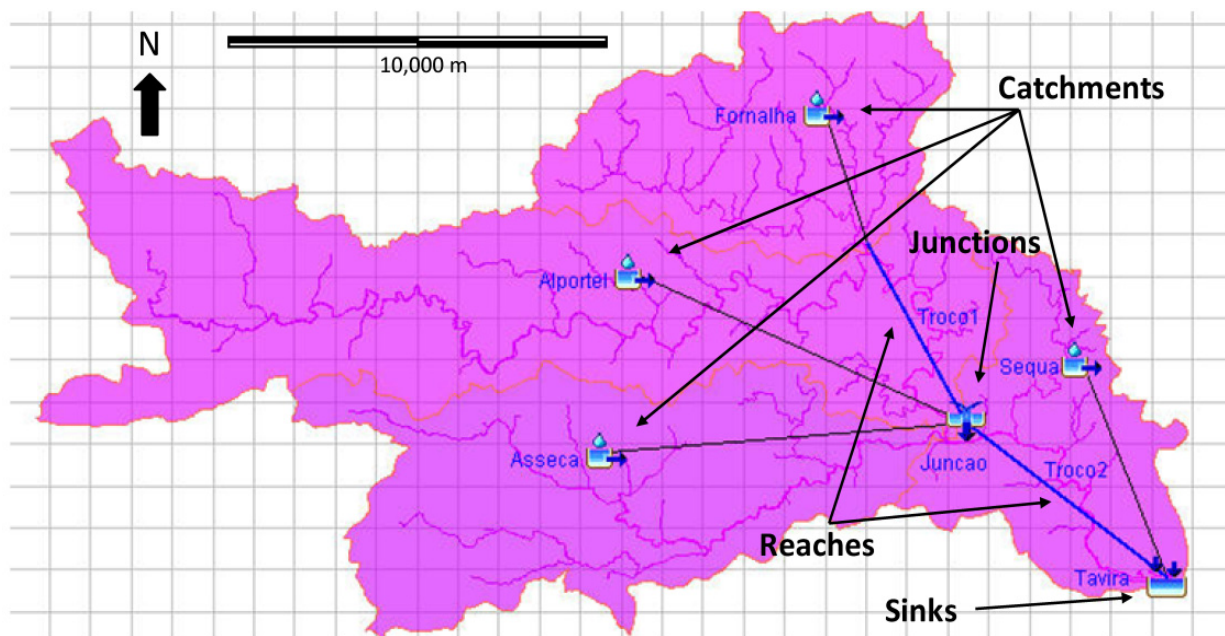 N
10,000 m
Catchments
Fornalha
Junctions
Alportel
Troco1
Sequa
Asseca
Juncao
Troco2
Reaches
Tavira
Sinks